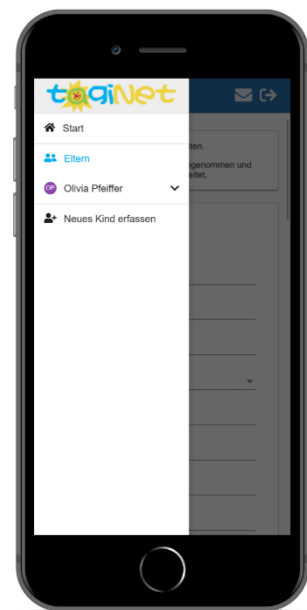 tagiNet
Start
ten.
Eltern
genommen und
eitet.
OP Olivia Pfeiffer
Neues Kind erfassen